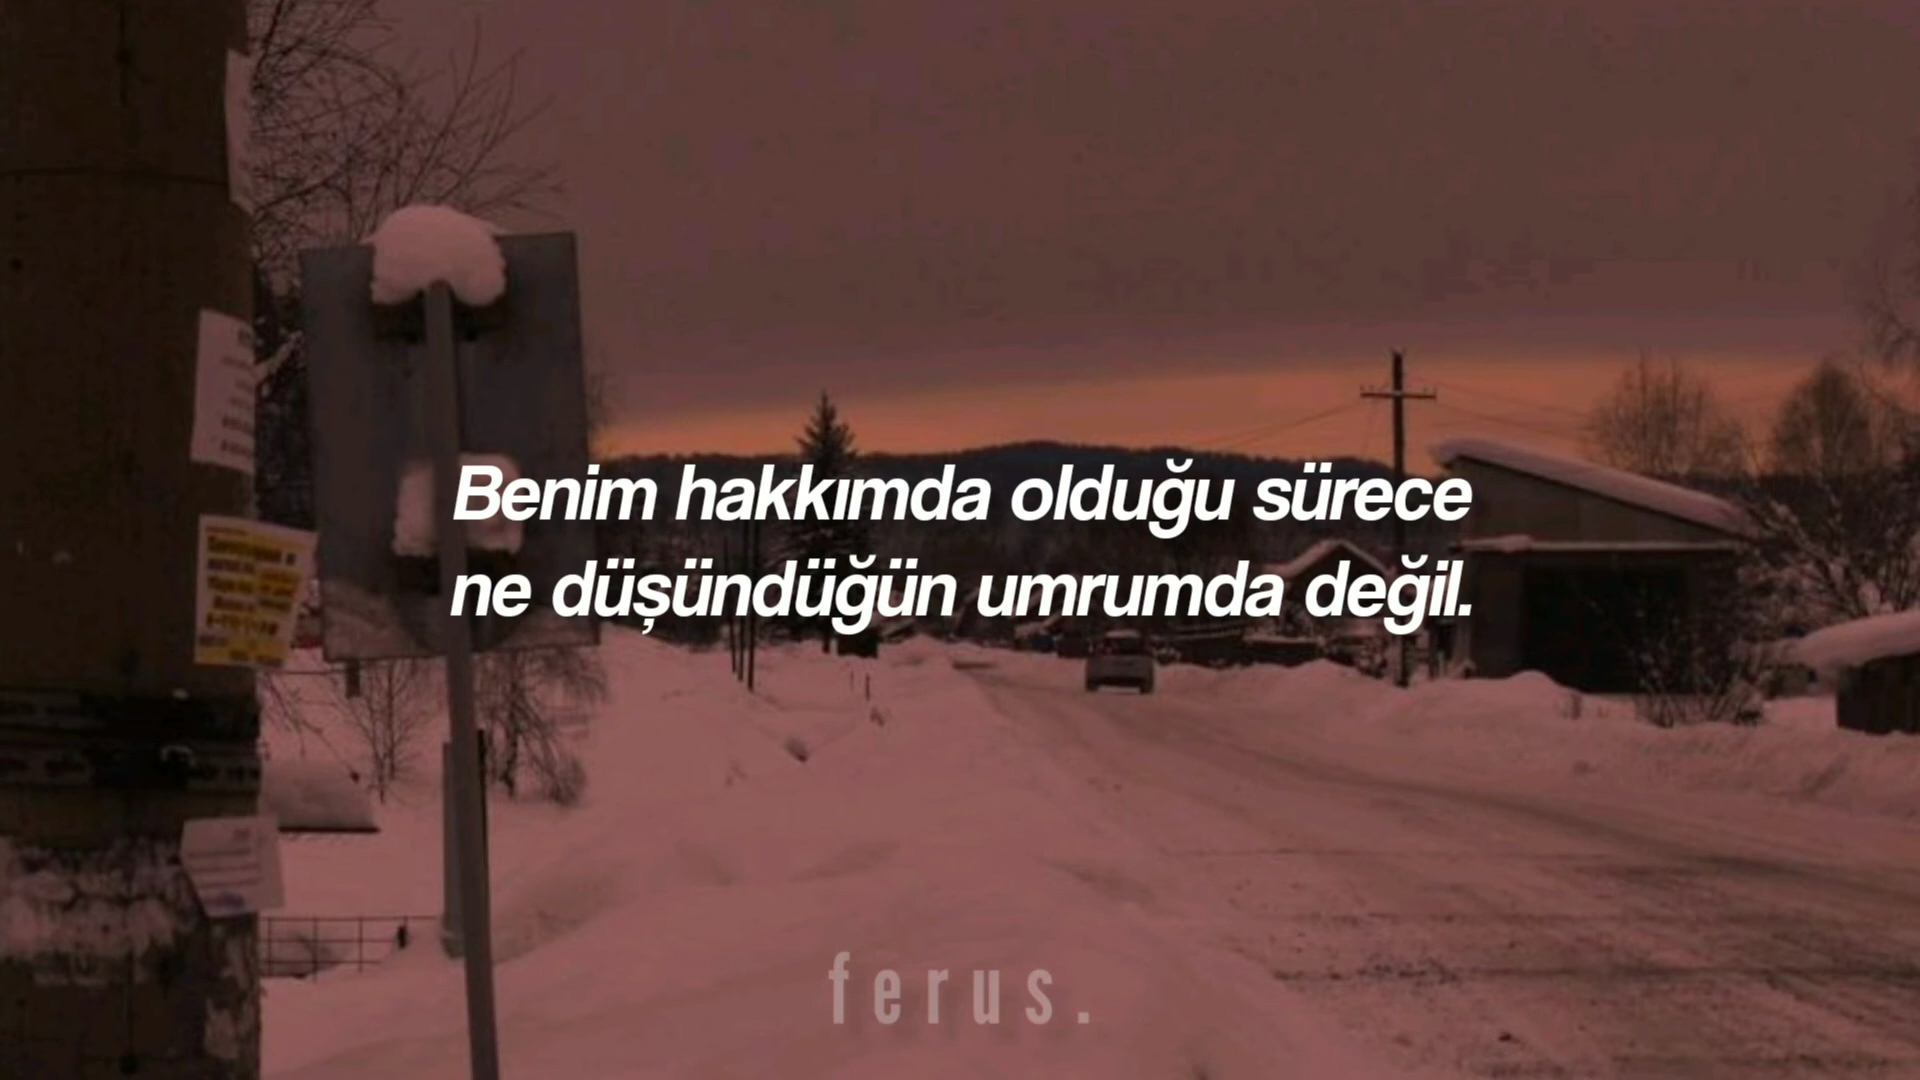 Benim hakkımda olduğu sürece
ne düşündüğün umrumda değil.
ferus.